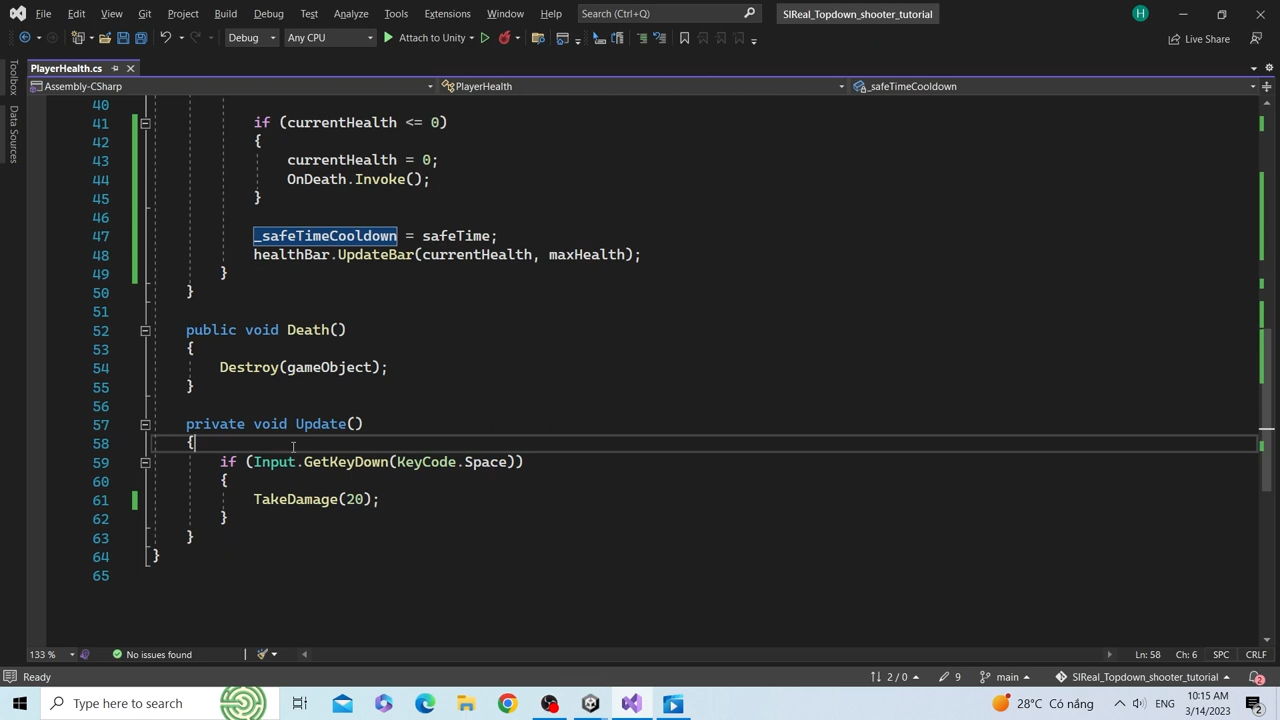 File Edit View Git Project Build Debug Test Analyze Tools Extensions Window Help Search (Ctrl+Q) SIReal_Topdown_shooter_tutorial H
Debug Any CPU Attach to Unity Live Share
PlayerHealth.cs
Assembly-CSharp PlayerHealth _safeTimeCooldown
Toolbox
Data Sources
40
41 if (currentHealth <= 0)
42 {
43 currentHealth = 0;
44 OnDeath.Invoke();
45 }
46
47 _safeTimeCooldown = safeTime;
48 healthBar.UpdateBar(currentHealth, maxHealth);
49 }
50 }
51
52 public void Death()
53 {
54 Destroy(gameObject);
55 }
56
57 private void Update()
58 {
59 if (Input.GetKeyDown(KeyCode.Space))
60 {
61 TakeDamage(20);
62 }
63 }
64 }
65
133 % No issues found Ln: 58 Ch: 6 SPC CRLF
Ready 2 / 0 9 main SIReal_Topdown_shooter_tutorial 2
Type here to search 28°C Có nắng ENG 10:15 AM
3/14/2023 2